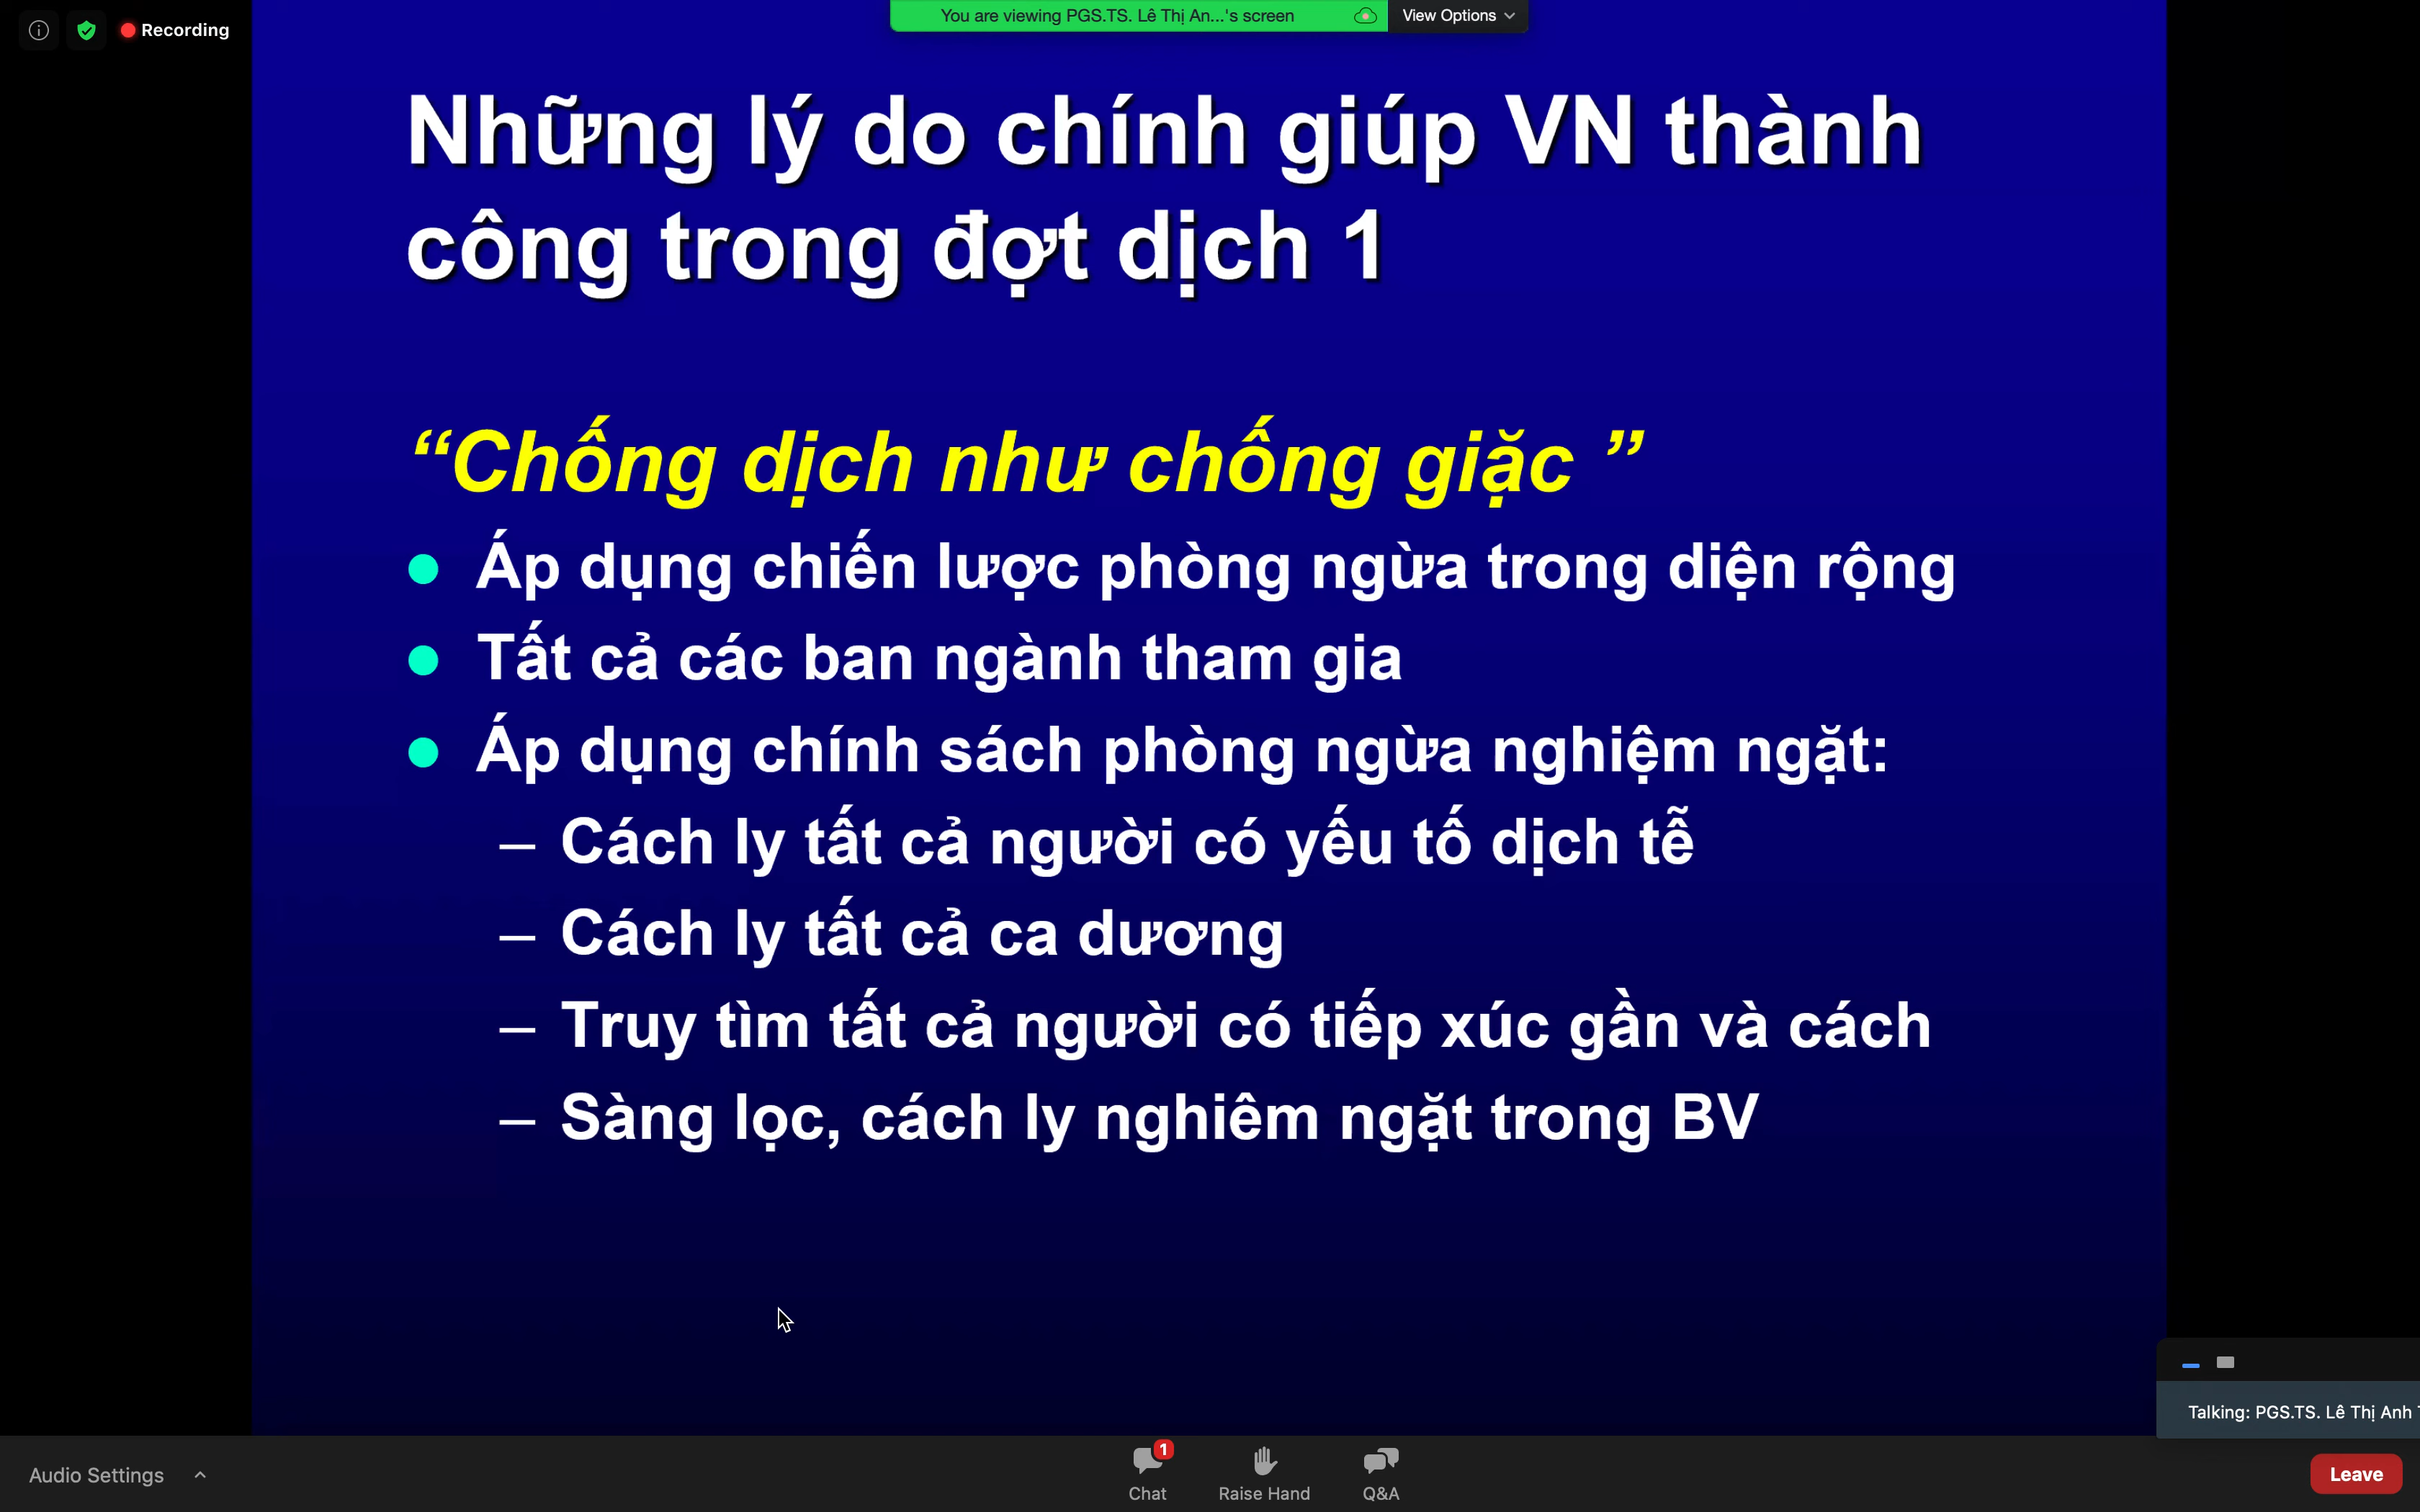 Recording
You are viewing PGS.TS. Lê Thị An...'s screen
View Options
Những lý do chính giúp VN thành
công trong đợt dịch 1
“Chống dịch như chống giặc ”
Áp dụng chiến lược phòng ngừa trong diện rộng
Tất cả các ban ngành tham gia
Áp dụng chính sách phòng ngừa nghiệm ngặt:
– Cách ly tất cả người có yếu tố dịch tễ
– Cách ly tất cả ca dương
– Truy tìm tất cả người có tiếp xúc gần và cách
– Sàng lọc, cách ly nghiêm ngặt trong BV
Talking: PGS.TS. Lê Thị Anh
Audio Settings
1
Chat
Raise Hand
Q&A
Leave